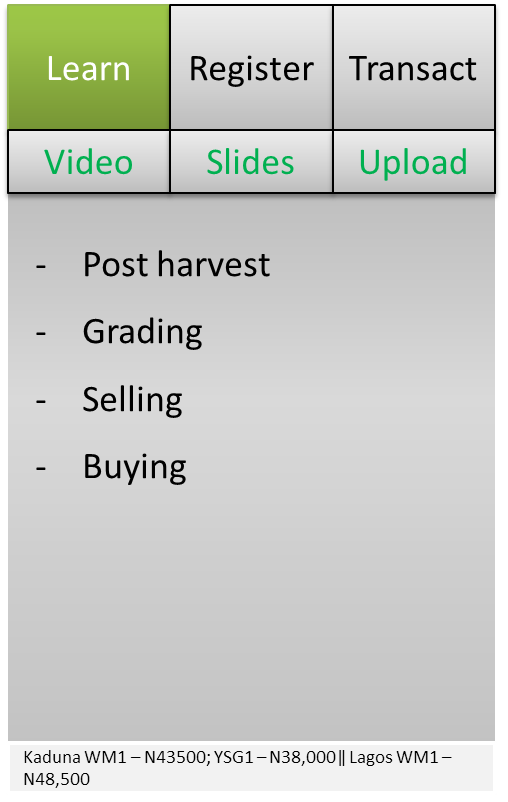 Learn Register Transact
Video Slides Upload
- Post harvest
- Grading
- Selling
- Buying
Kaduna WM1 – N43500; YSG1 – N38,000 || Lagos WM1 –
N48,500